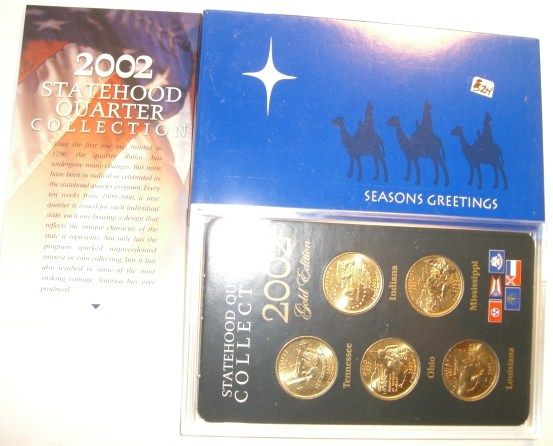 2002
STATEHOOD
QUARTER
COLLECTION
Since the first one was minted in
1796, the quarter dollar has
undergone many changes. But none
have been so radical or celebrated as
the statehood quarter program. Every
ten weeks from 1999-2008, a new
quarter is issued for each individual
state, each one bearing a design that
reflects the unique character of the
state it represents. Not only has the
program sparked unprecedented
interest in coin collecting, but it has
also resulted in some of the most
striking coinage America has ever
produced.
SEASONS GREETINGS
STATEHOOD QU
COLLEC
2002
Gold Edition
Indiana
Mississippi
Tennessee
Ohio
Louisiana